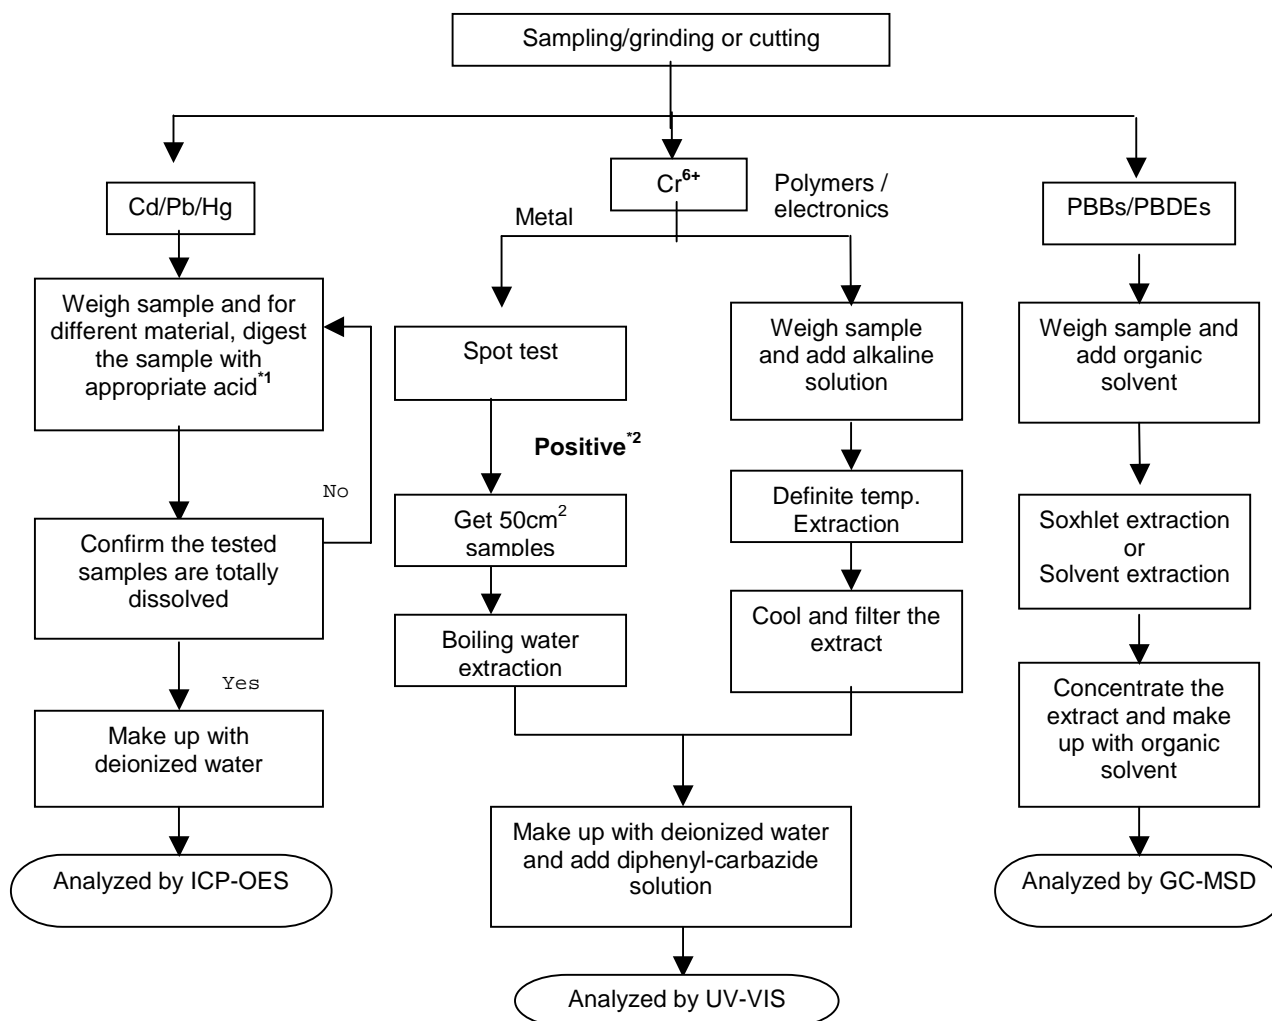 Sampling/grinding or cutting
Cd/Pb/Hg
Weigh sample and for
different material, digest
the sample with
appropriate acid*1
No
Confirm the tested
samples are totally
dissolved
Yes
Make up with
deionized water
Analyzed by ICP-OES
Cr6+
Metal
Spot test
Positive*2
Get 50cm2
samples
Boiling water
extraction
Polymers /
electronics
Weigh sample
and add alkaline
solution
Definite temp.
Extraction
Cool and filter the
extract
Make up with deionized water
and add diphenyl-carbazide
solution
Analyzed by UV-VIS
PBBs/PBDEs
Weigh sample and
add organic
solvent
Soxhlet extraction
or
Solvent extraction
Concentrate the
extract and make
up with organic
solvent
Analyzed by GC-MSD